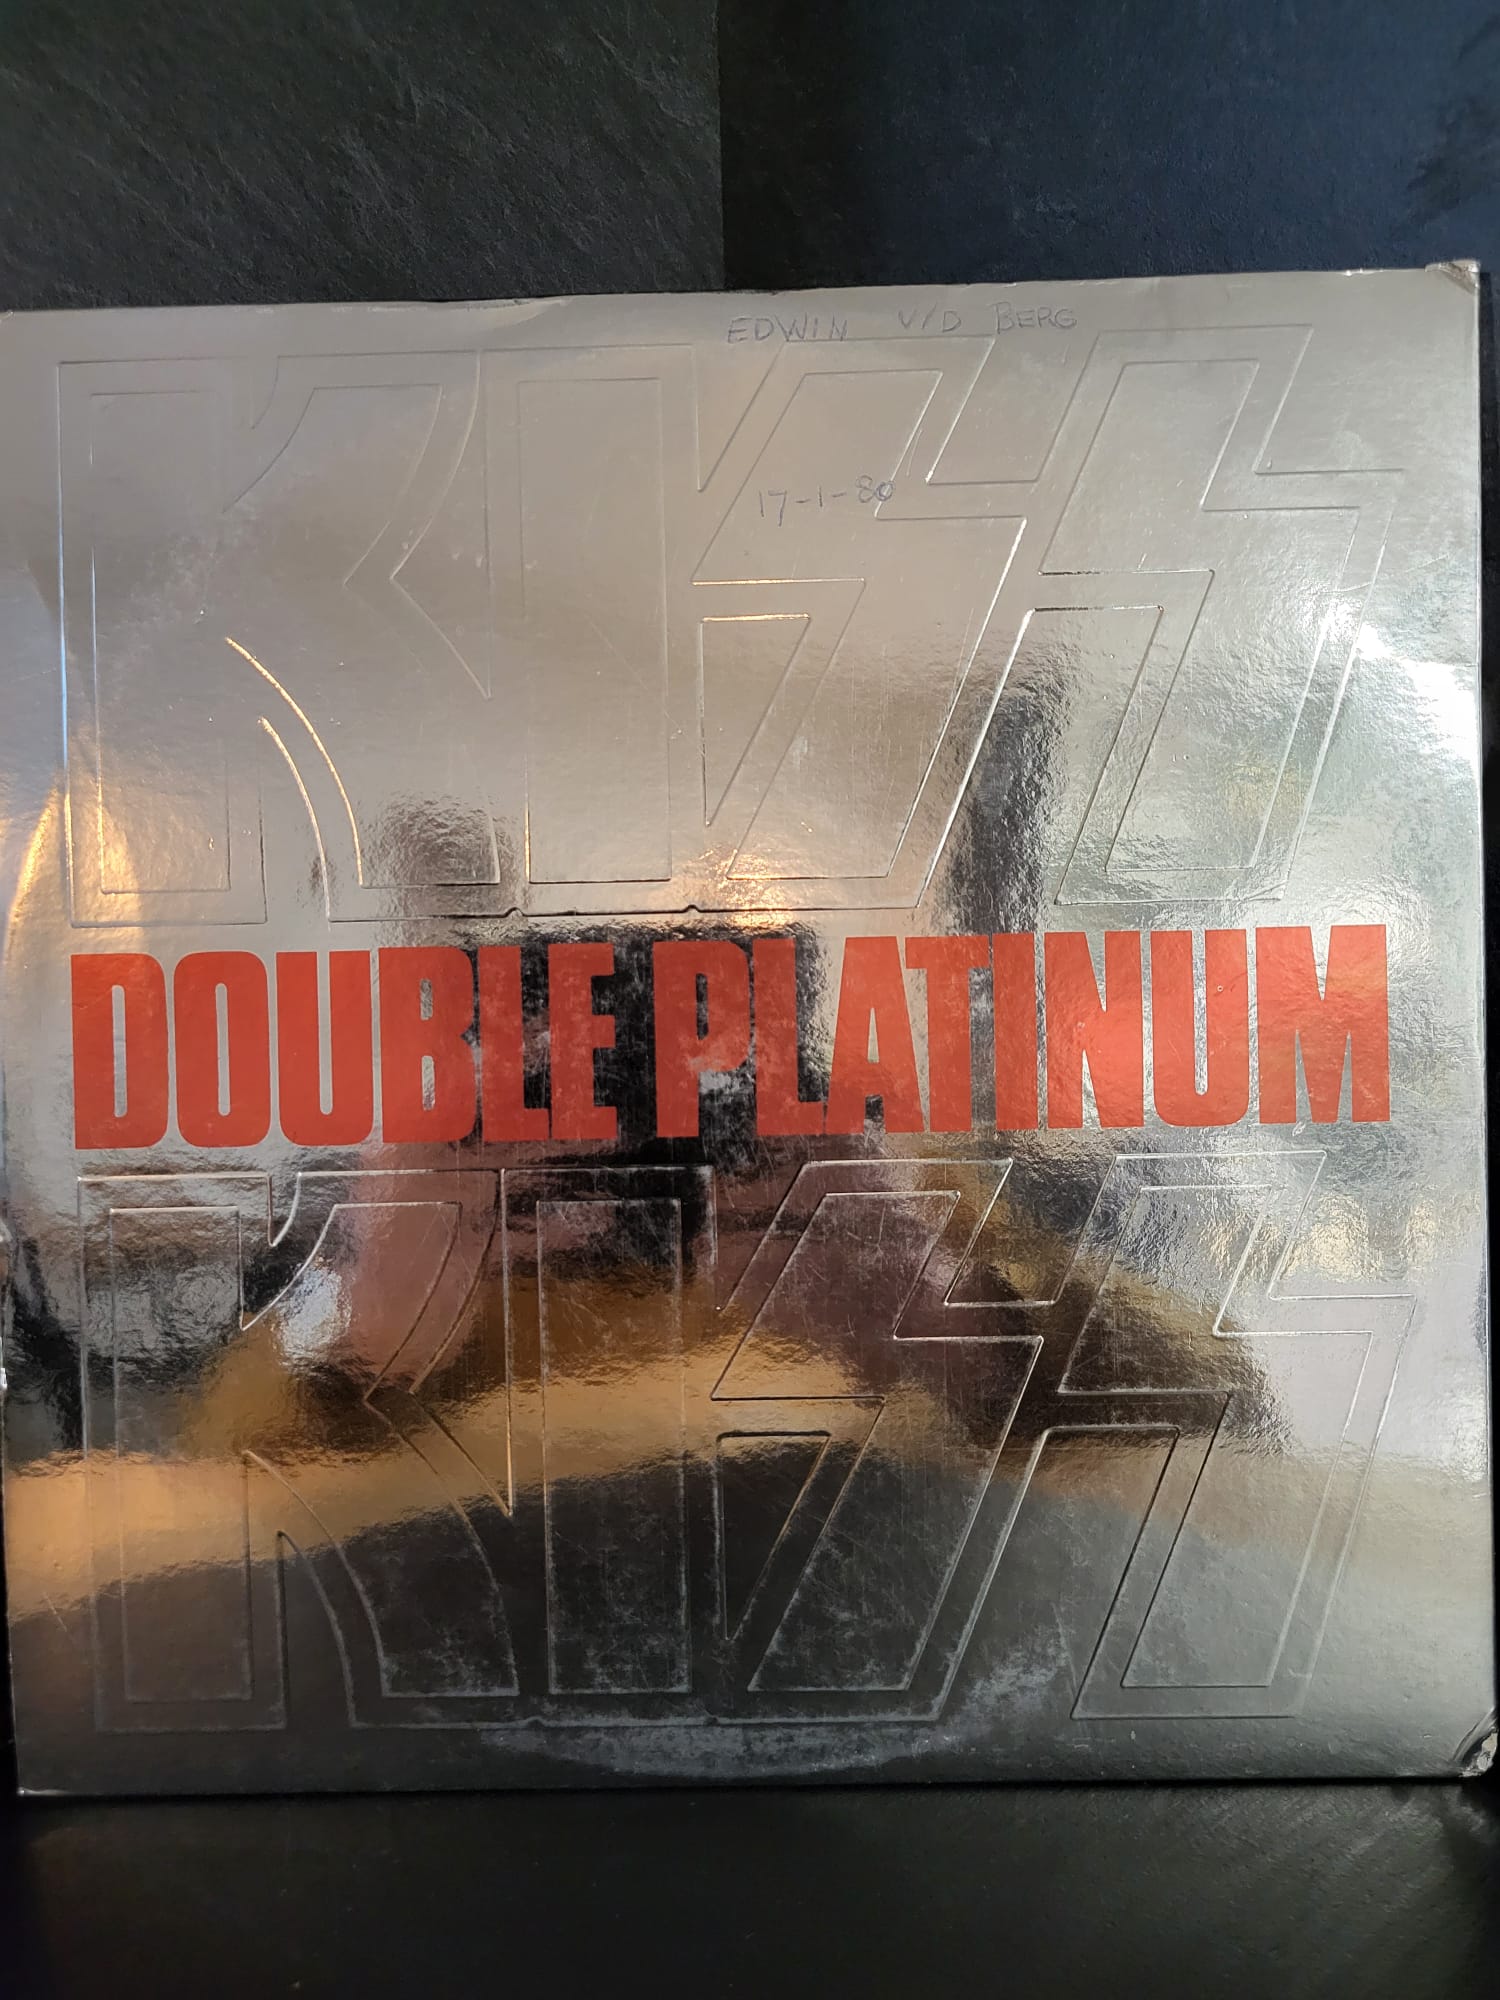 EDWIN V/D BERG
KISS
17-1-80
DOUBLE PLATINUM
KISS